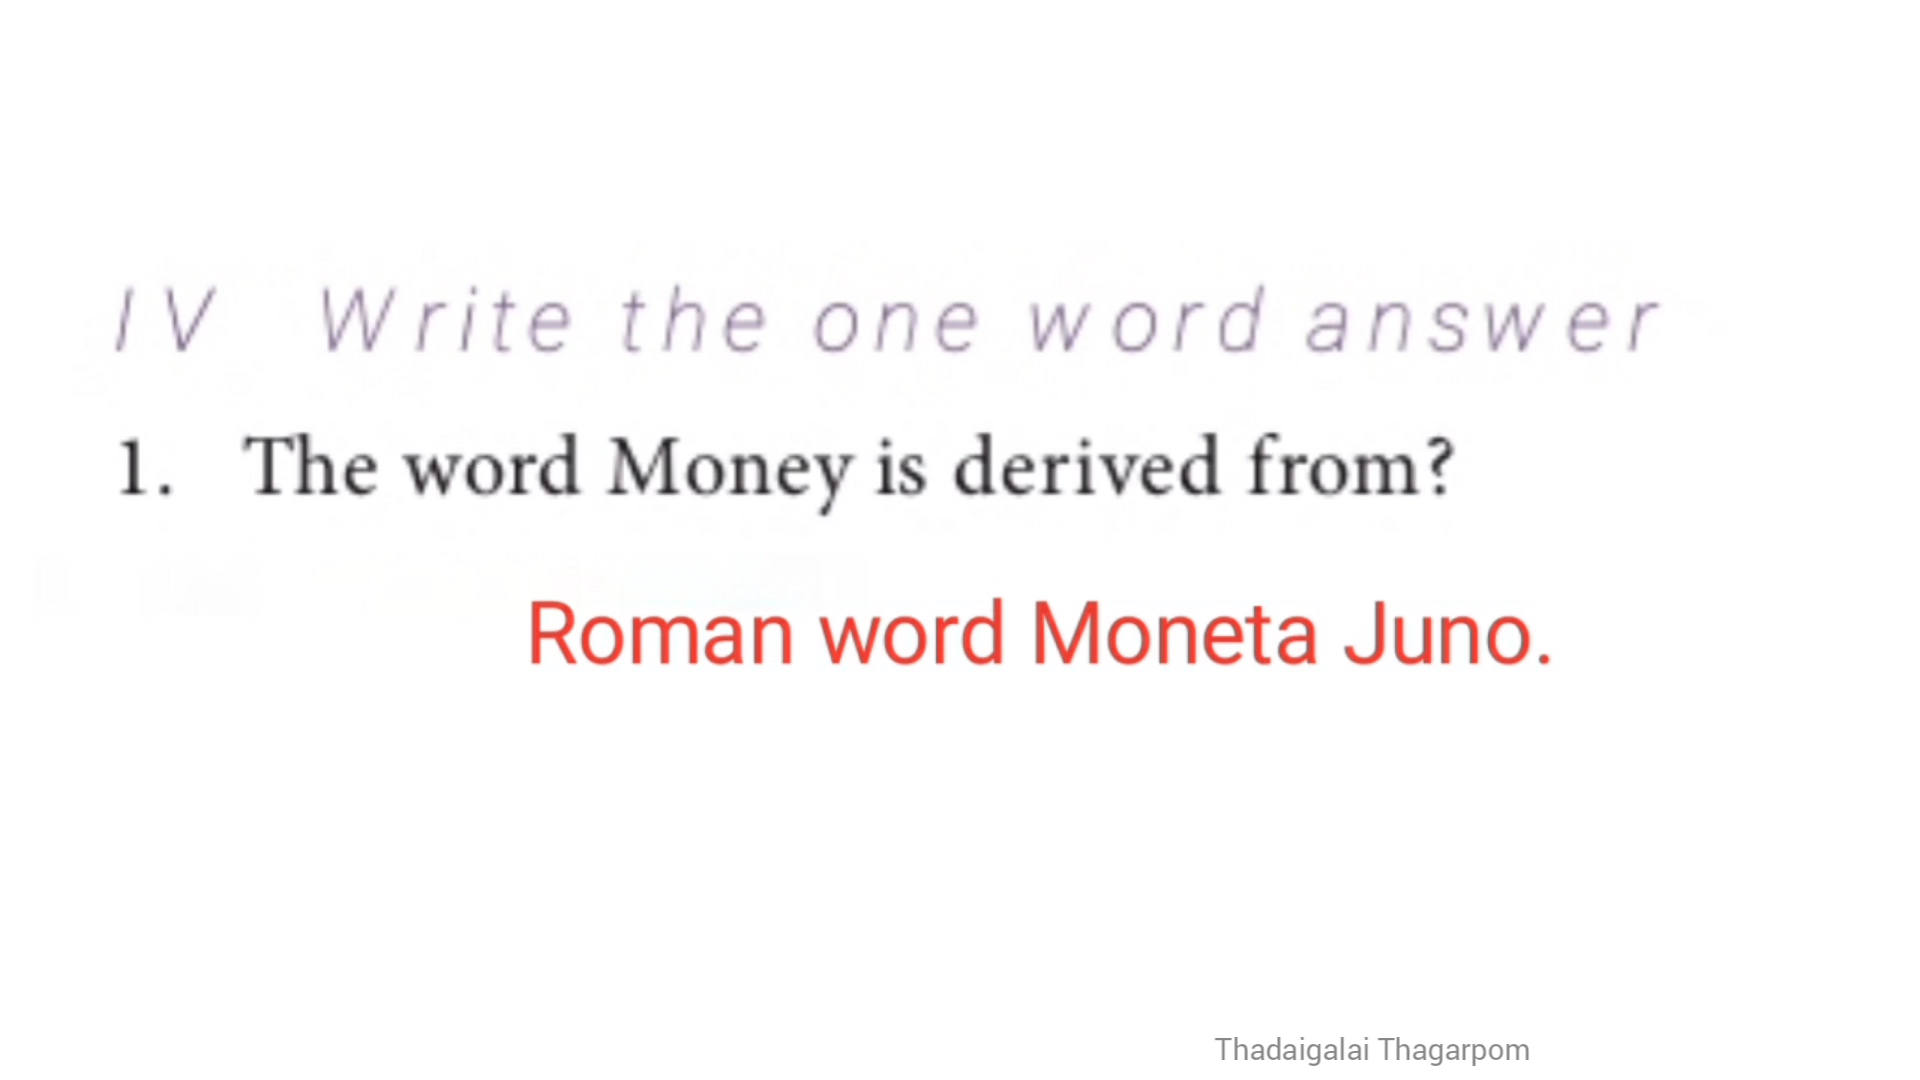 IV Write the one word answer
1. The word Money is derived from?
Roman word Moneta Juno.
Thadaigalai Thagarpom